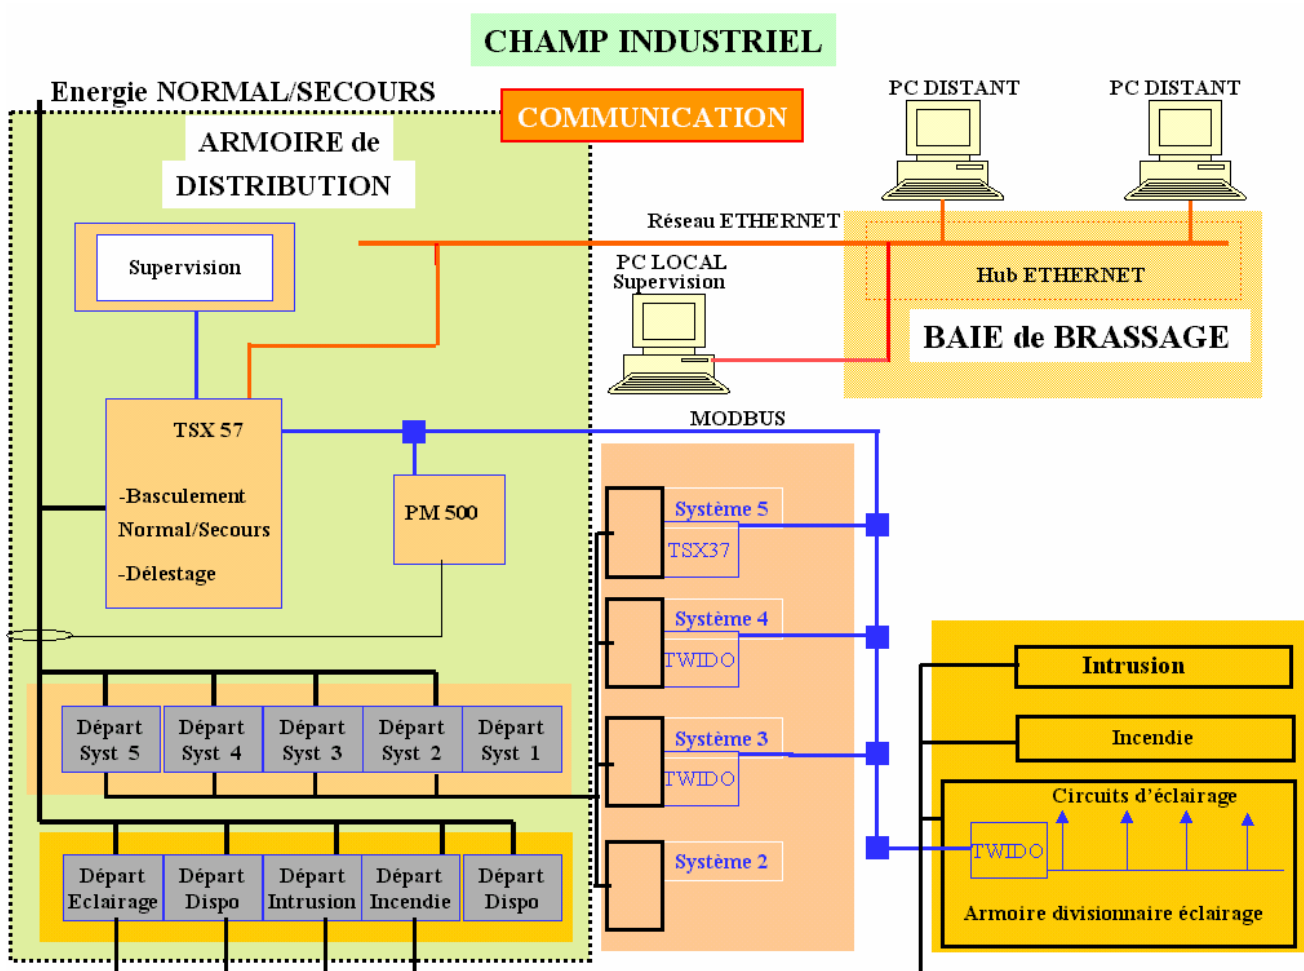 CHAMP INDUSTRIEL
Energie NORMAL/SECOURS
COMMUNICATION
PC DISTANT
PC DISTANT
ARMOIRE de
DISTRIBUTION
Réseau ETHERNET
Supervision
PC LOCAL
Supervision
Hub ETHERNET
BAIE de BRASSAGE
TSX 57
-Basculement
Normal/Secours
-Délestage
PM 500
MODBUS
Système 5
TSX37
Système 4
TWIDO
Système 3
TWIDO
Système 2
Intrusion
Incendie
Circuits d'éclairage
TWIDO
Armoire divisionnaire éclairage
Départ
Syst 5
Départ
Syst 4
Départ
Syst 3
Départ
Syst 2
Départ
Syst 1
Départ
Eclairage
Départ
Dispo
Départ
Intrusion
Départ
Incendie
Départ
Dispo